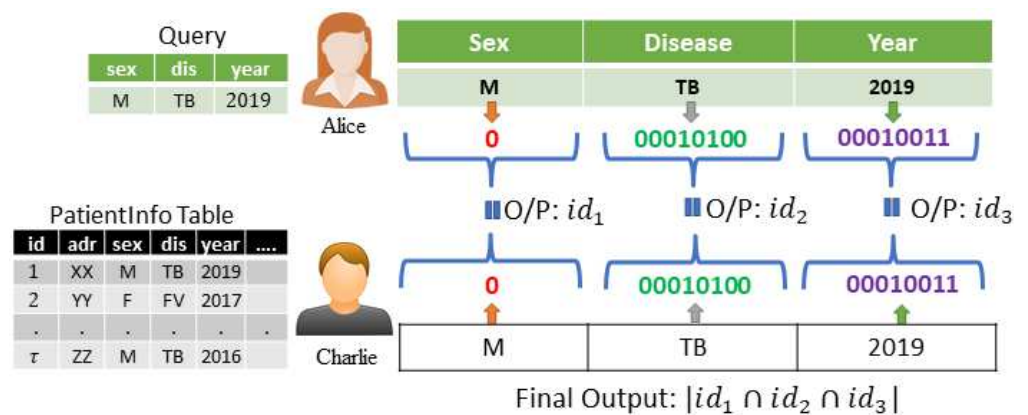 Query
sex dis year
M TB 2019
Alice
Sex Disease Year
M TB 2019
0 00010100 00010011
O/P: id₁ O/P: id₂ O/P: id₃
PatientInfo Table
id adr sex dis year ....
1 XX M TB 2019
2 YY F FV 2017
. . . . . .
τ ZZ M TB 2016
Charlie
0 00010100 00010011
M TB 2019
Final Output: |id₁ ∩ id₂ ∩ id₃|